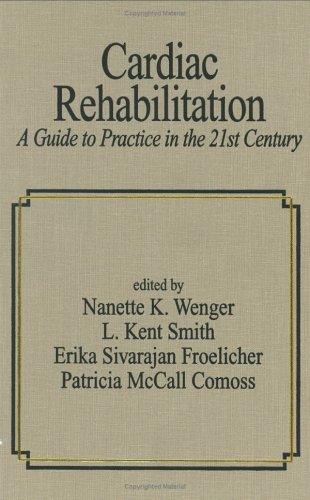 Cardiac
Rehabilitation
A Guide to Practice in the 21st Century
edited by
Nanette K. Wenger
L. Kent Smith
Erika Sivarajan Froelicher
Patricia McCall Comoss